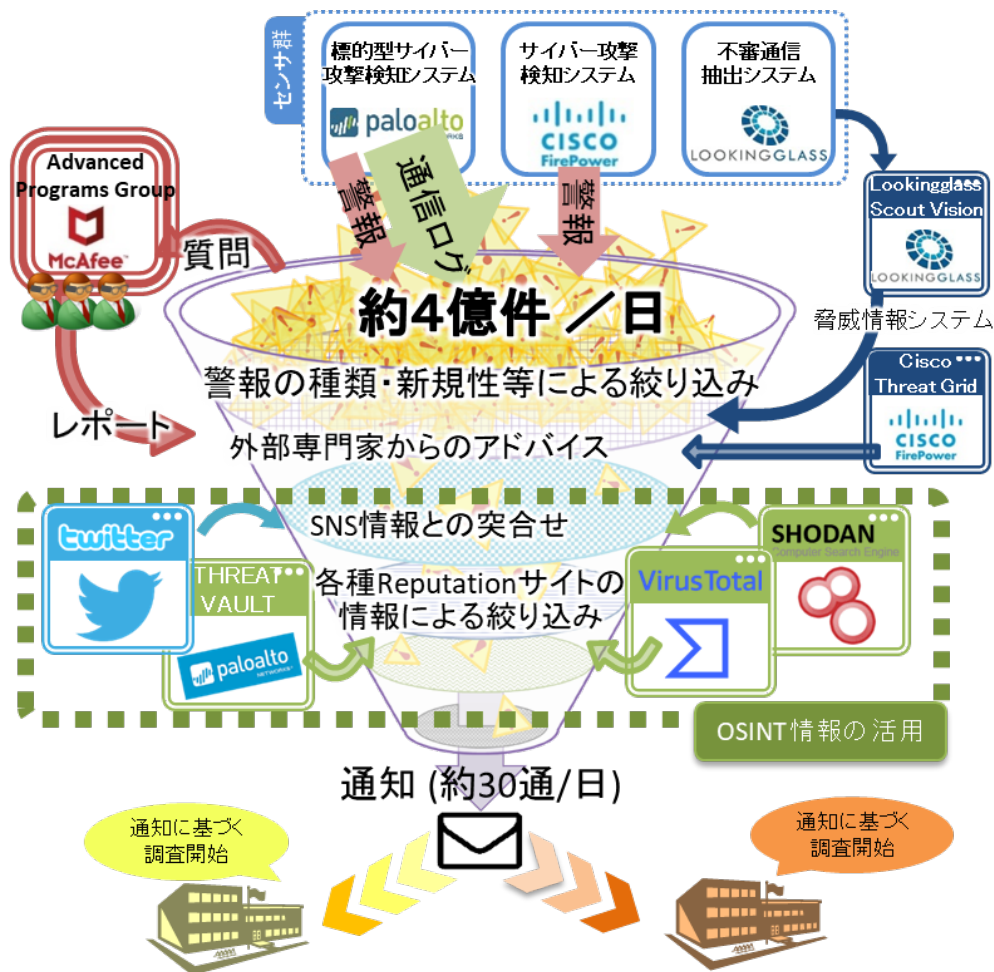 センサ群
標的型サイバー
攻撃検知システム
paloalto
サイバー攻撃
検知システム
CISCO
FirePower
不審通信
抽出システム
LOOKINGGLASS
Advanced
Programs Group
McAfee™
質問
警報
通信ログ
警報
Lookingglass
Scout Vision
LOOKINGGLASS
脅威情報システム
約4億件 / 日
警報の種類・新規性等による絞り込み
Cisco
Threat Grid
CISCO
FirePower
レポート
外部専門家からのアドバイス
twitter
SNS情報との突合せ
SHODAN
Computer Search Engine
THREAT
VAULT
paloalto
NETWORKS
各種Reputationサイトの
情報による絞り込み
VirusTotal
OSINT情報の活用
通知 (約30通/日)
通知に基づく
調査開始
通知に基づく
調査開始